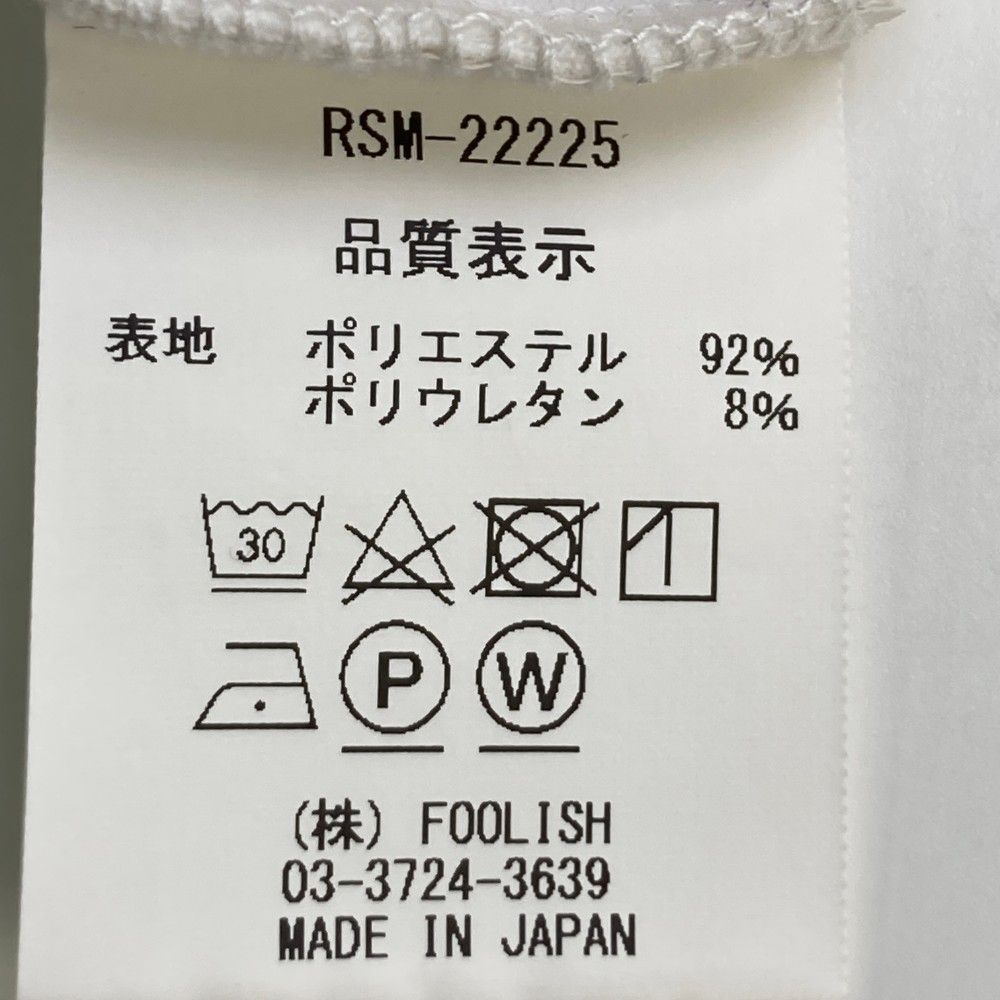 RSM-22225
品質表示
表地 ポリエステル 92%
ポリウレタン 8%
30
P W
(株) FOOLISH
03-3724-3639
MADE IN JAPAN